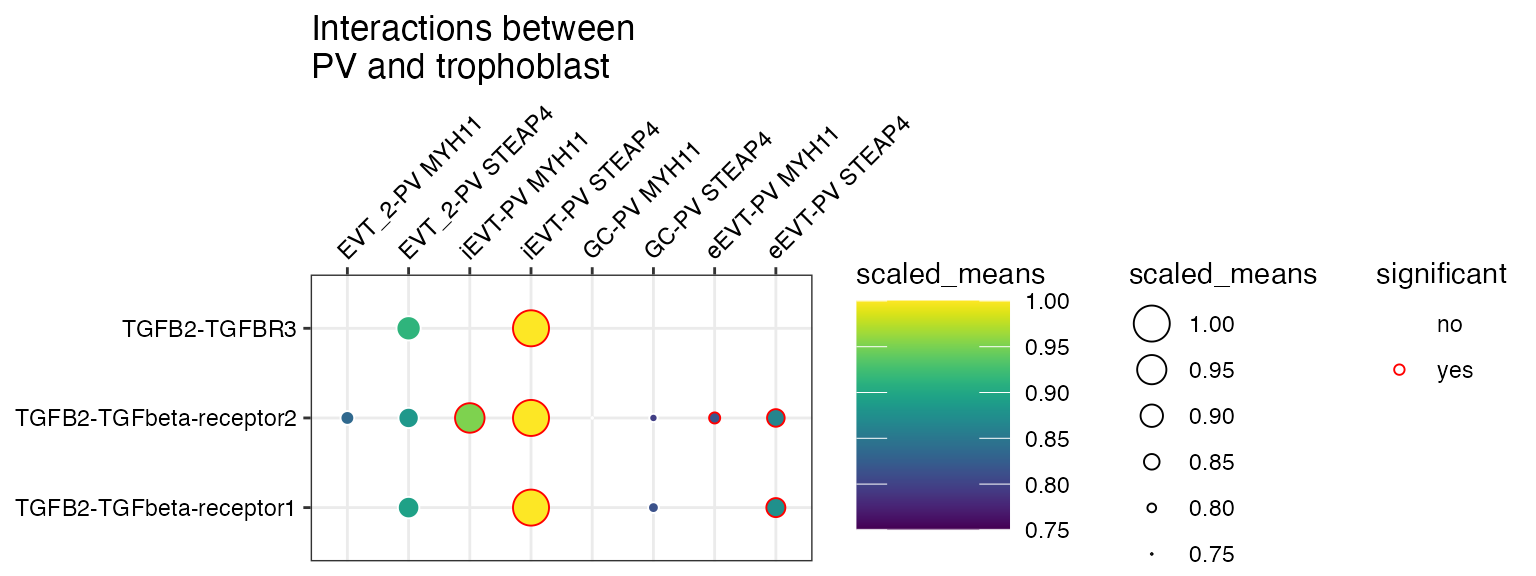 Interactions between
PV and trophoblast
EVT_2-PV MYH11
EVT_2-PV STEAP4
iEVT-PV MYH11
iEVT-PV STEAP4
GC-PV MYH11
GC-PV STEAP4
eEVT-PV MYH11
eEVT-PV STEAP4
TGFB2-TGFBR3
TGFB2-TGFbeta-receptor2
TGFB2-TGFbeta-receptor1
scaled_means
1.00
0.95
0.90
0.85
0.80
0.75
scaled_means
1.00
0.95
0.90
0.85
0.80
0.75
significant
no
yes